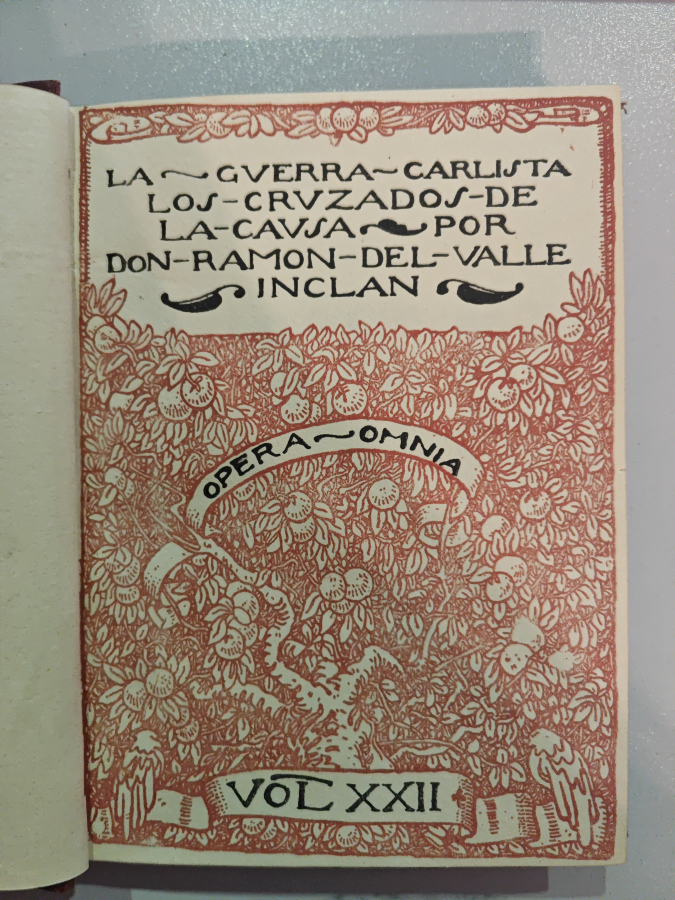 LA ~ GVERRA ~ CARLISTA
LOS-CRVZADOS-DE
LA-CAVSA POR
DON-RAMON-DEL-VALLE
INCLAN
OPERA ~ OMNIA
VOL XXII